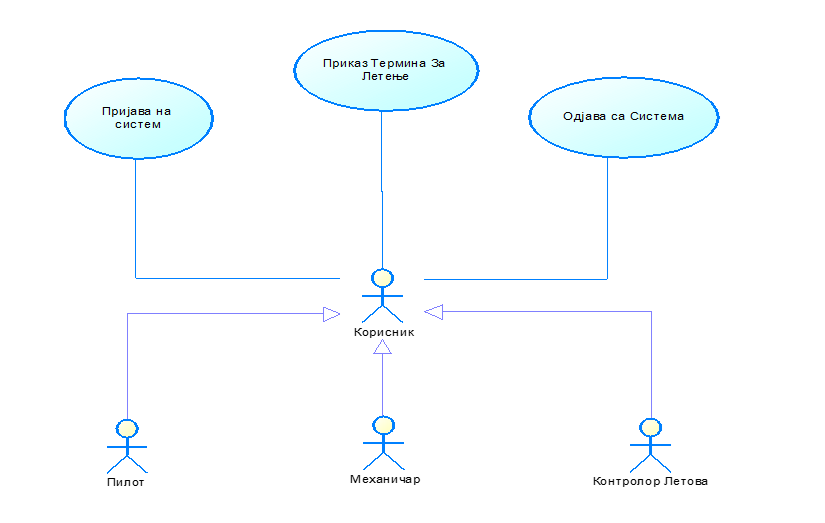 Приказ Термина За
Летење
Пријава на
систем
Одјава са Система
Корисник
Пилот
Механичар
Контролор Летова